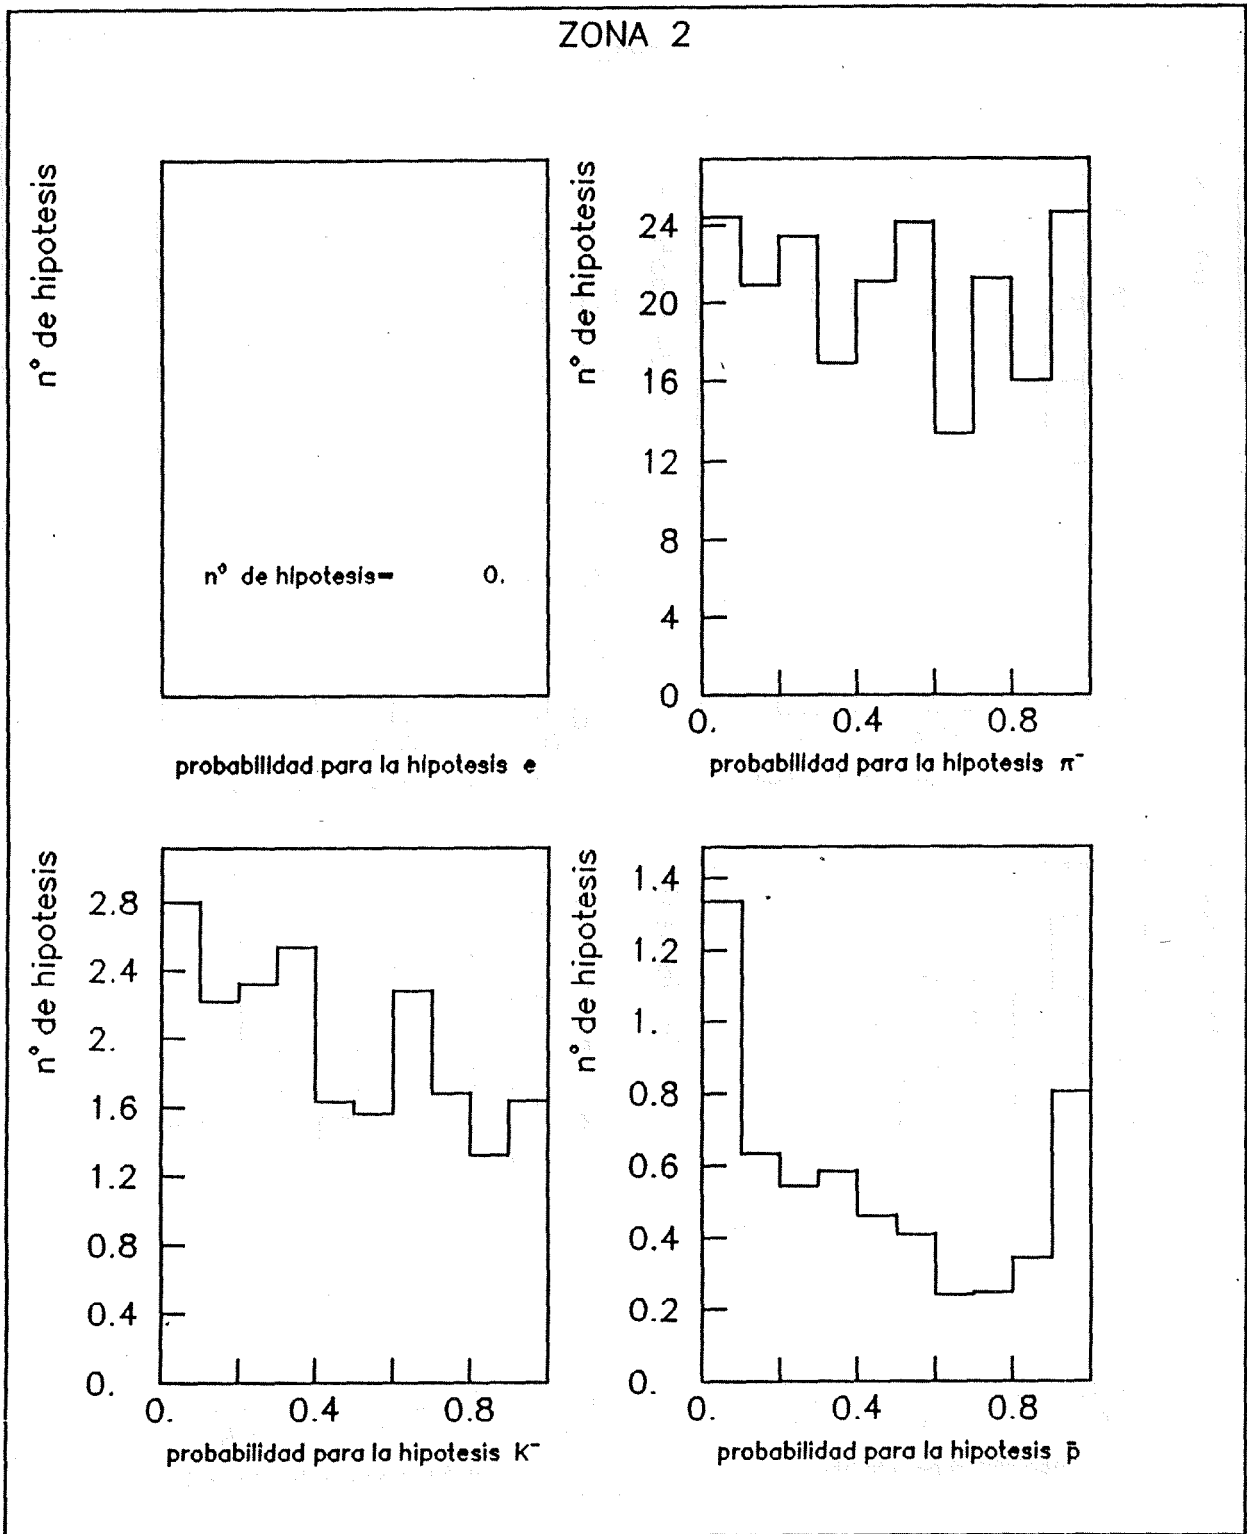 ZONA 2
n° de hipotesis
n° de hipotesis= 0.
probabilidad para la hipotesis e
n° de hipotesis
24
20
16
12
8
4
0
0. 0.4 0.8
probabilidad para la hipotesis π⁻
n° de hipotesis
2.8
2.4
2.
1.6
1.2
0.8
0.4
0.
0. 0.4 0.8
probabilidad para la hipotesis K⁻
n° de hipotesis
1.4
1.2
1.
0.8
0.6
0.4
0.2
0.
0. 0.4 0.8
probabilidad para la hipotesis p̄